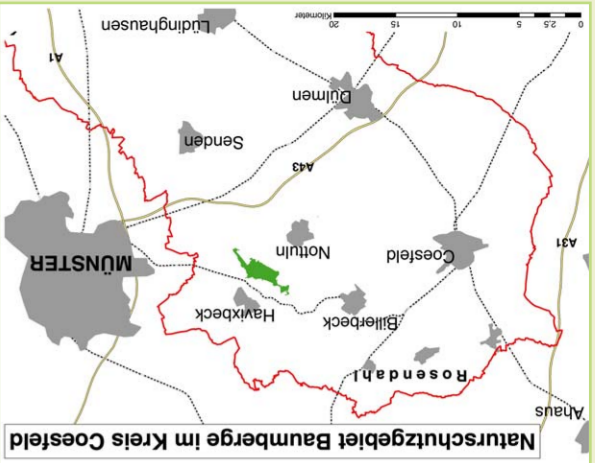 Naturschutzgebiet Baumberge im Kreis Coesfeld
Ahaus
Rosendahl
Billerbeck
Havixbeck
MÜNSTER
Coesfeld
Nottuln
A31
A43
Senden
Dülmen
A1
Lüdinghausen
0 2,5 5 10 15 20
Kilometer